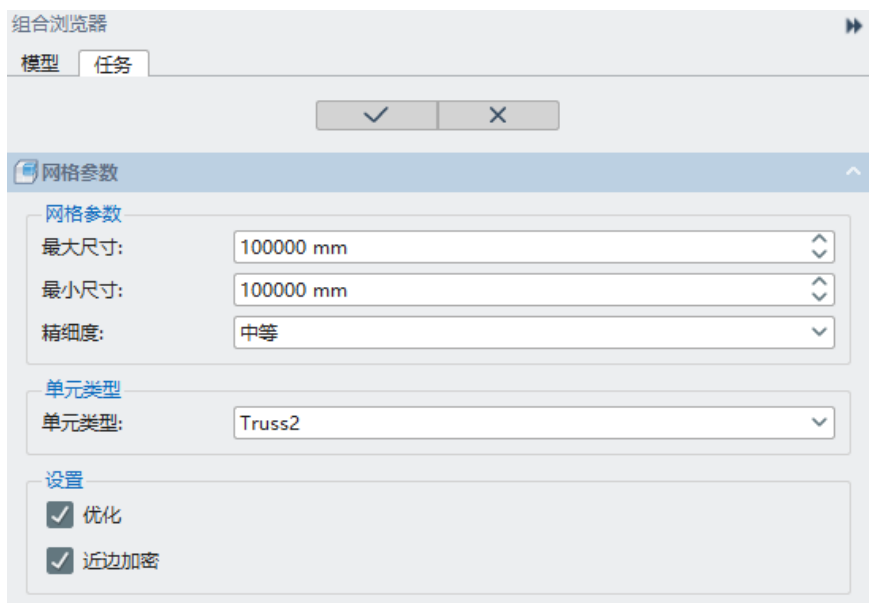 组合浏览器
模型 任务
网格参数
网格参数
最大尺寸: 100000 mm
最小尺寸: 100000 mm
精细度: 中等
单元类型
单元类型: Truss2
设置
优化
近边加密